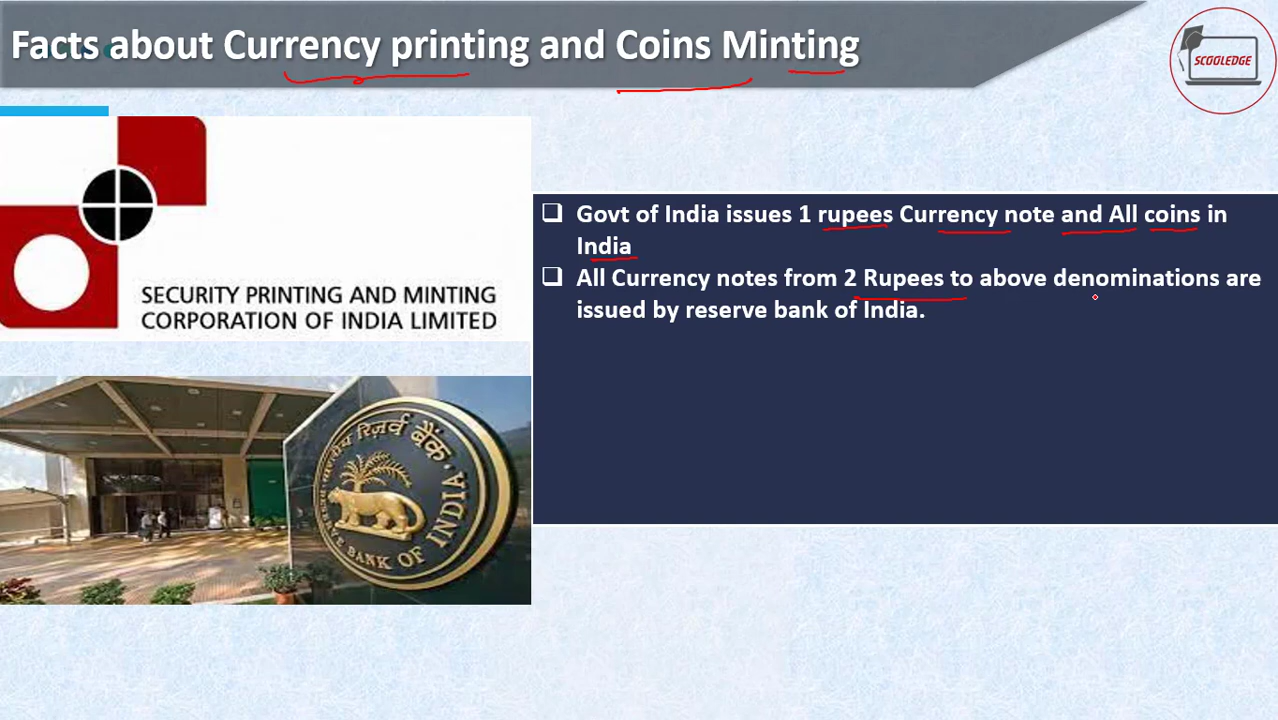 Facts about Currency printing and Coins Minting
SCOOLEDGE
SECURITY PRINTING AND MINTING
CORPORATION OF INDIA LIMITED
❑ Govt of India issues 1 rupees Currency note and All coins in
India
❑ All Currency notes from 2 Rupees to above denominations are
issued by reserve bank of India.
भारतीय रिज़र्व बैंक
RESERVE BANK OF INDIA